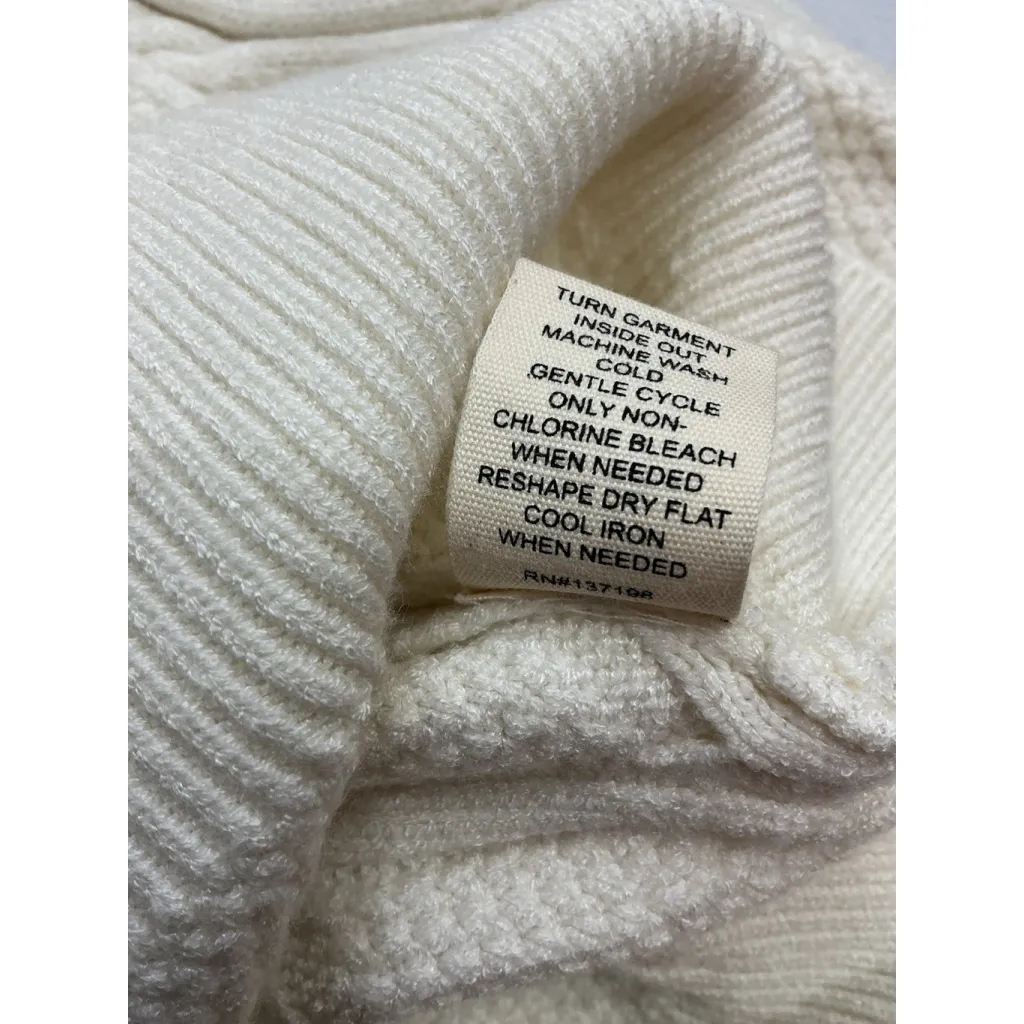 TURN GARMENT
INSIDE OUT
MACHINE WASH
COLD
GENTLE CYCLE
ONLY NON-
CHLORINE BLEACH
WHEN NEEDED
RESHAPE DRY FLAT
COOL IRON
WHEN NEEDED
RN#137198